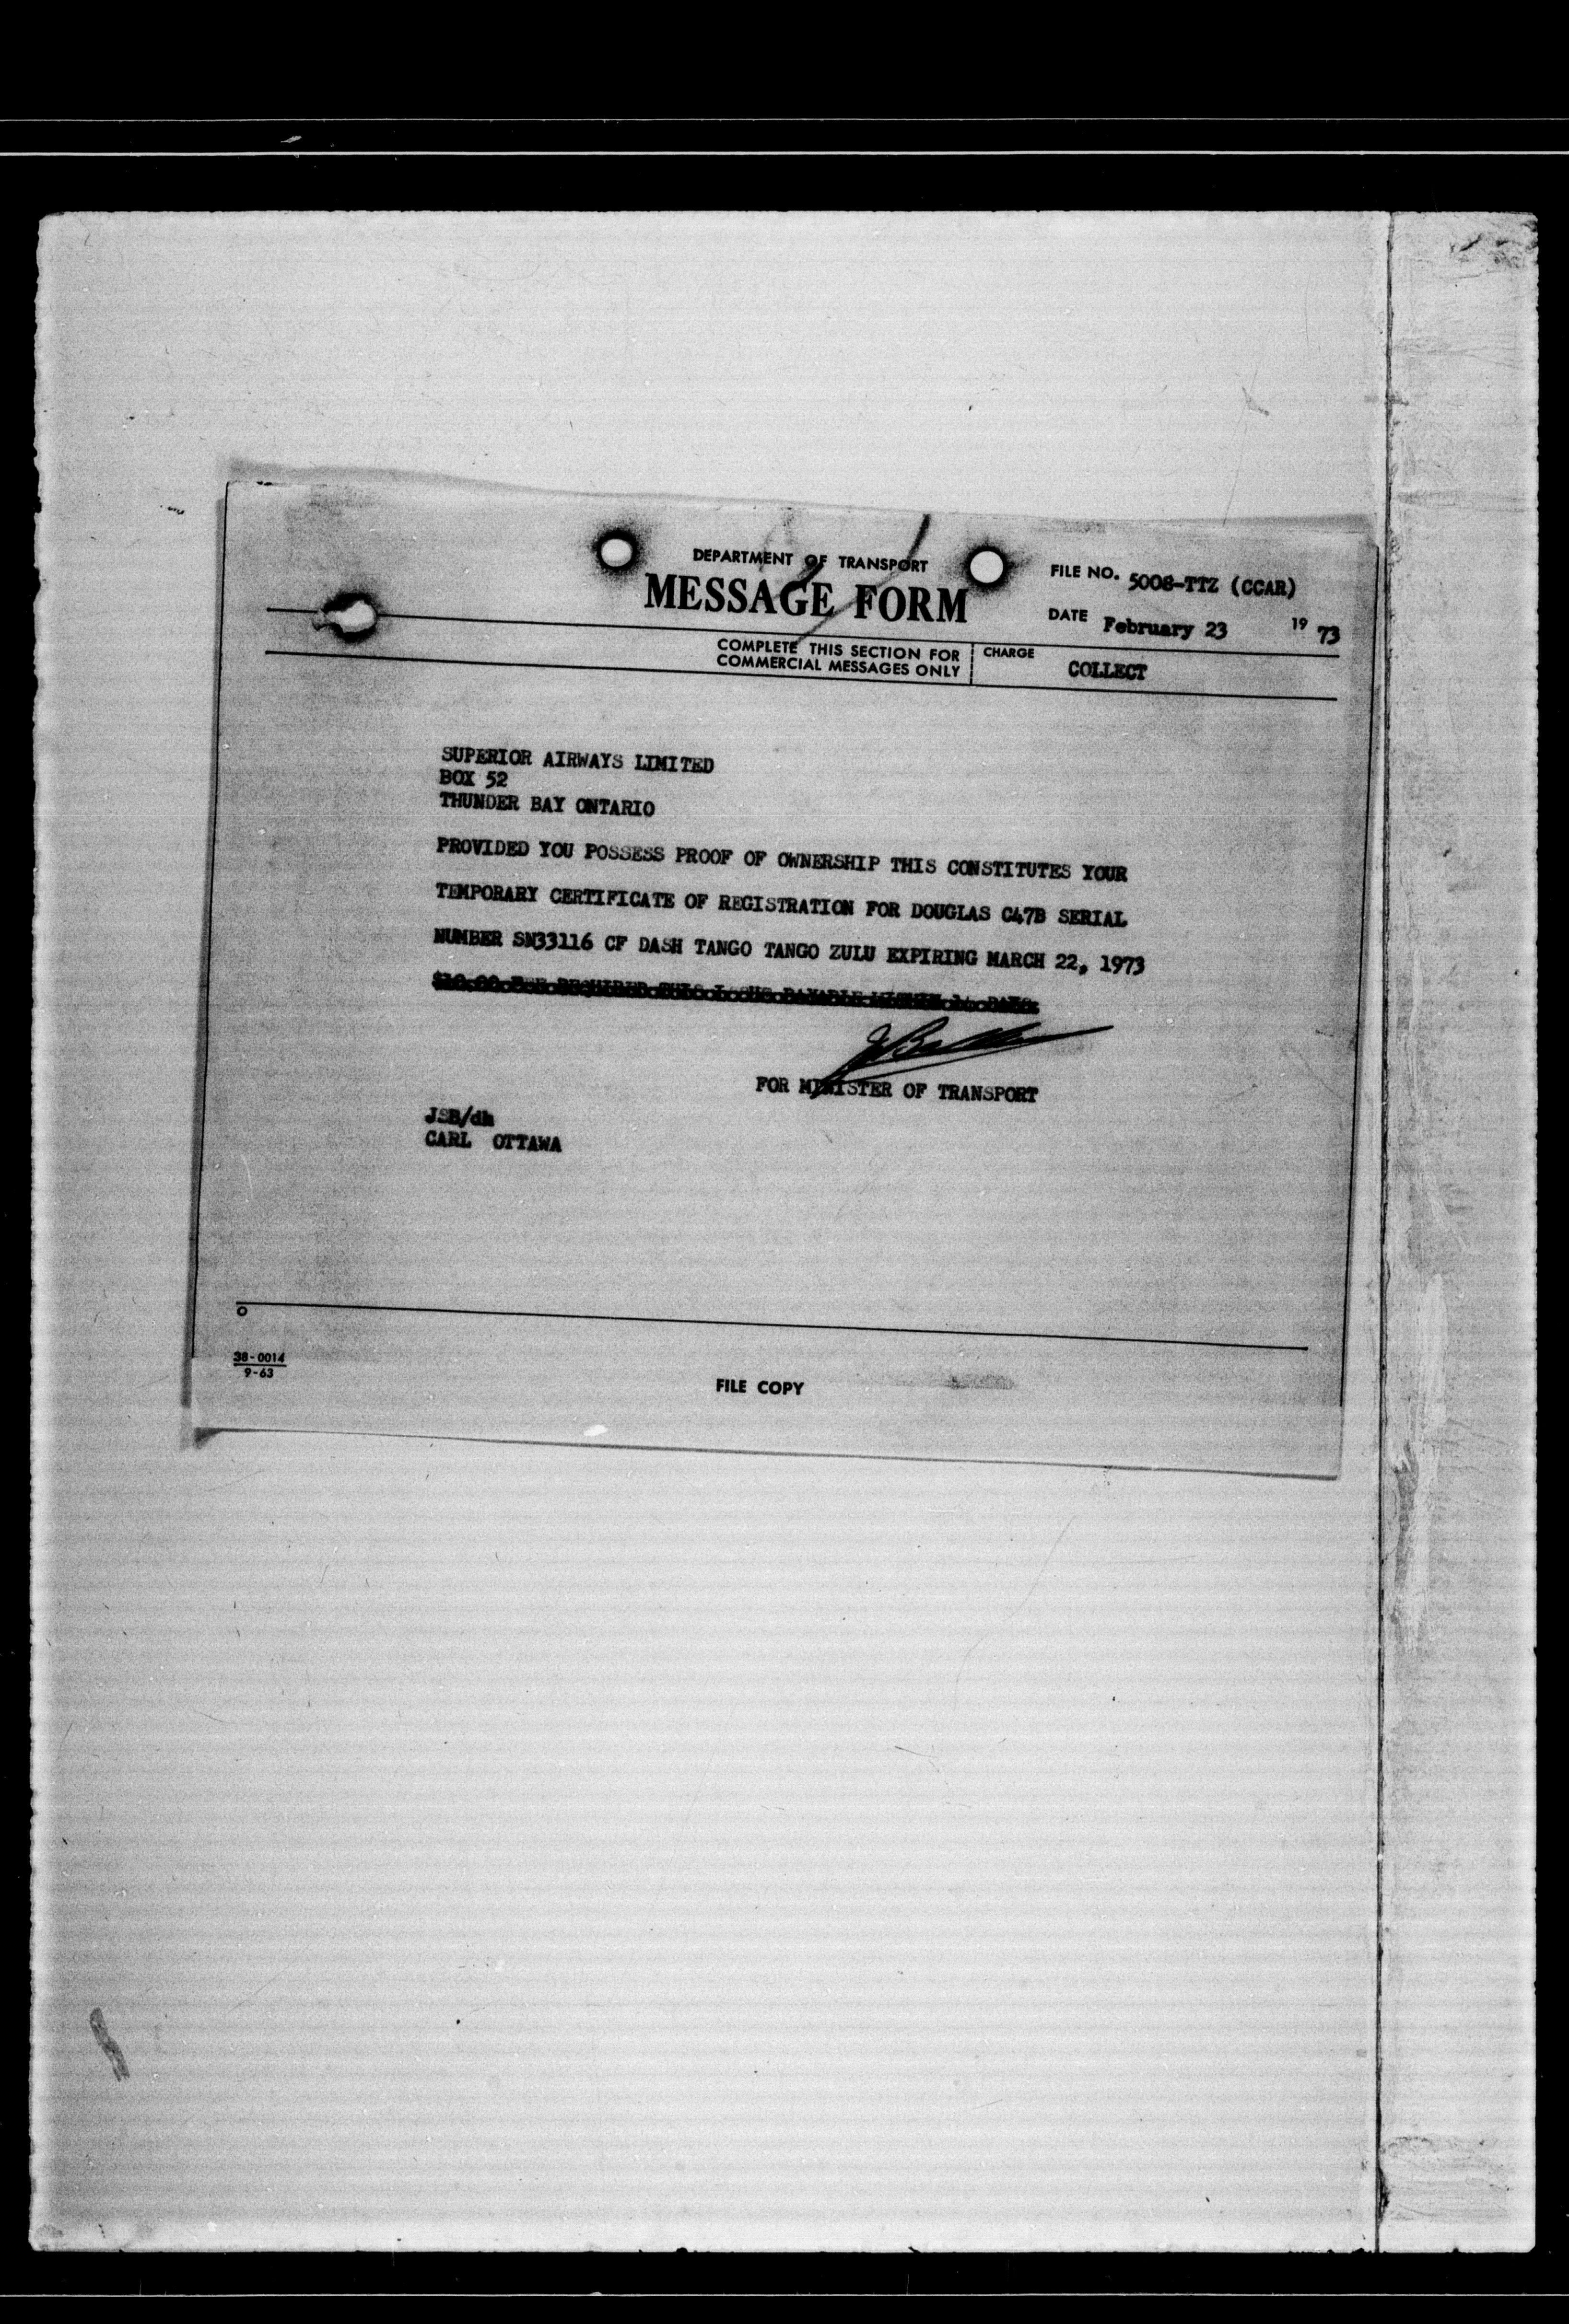 DEPARTMENT OF TRANSPORT
MESSAGE FORM
FILE NO. 5008-TTZ (CCAR)
DATE February 23 19 73
COMPLETE THIS SECTION FOR
COMMERCIAL MESSAGES ONLY
CHARGE
COLLECT
SUPERIOR AIRWAYS LIMITED
BOX 52
THUNDER BAY ONTARIO
PROVIDED YOU POSSESS PROOF OF OWNERSHIP THIS CONSTITUTES YOUR
TEMPORARY CERTIFICATE OF REGISTRATION FOR DOUGLAS C47B SERIAL
NUMBER SN33116 CF DASH TANGO TANGO ZULU EXPIRING MARCH 22, 1973
FOR MINISTER OF TRANSPORT
JSB/dh
CARL OTTAWA
38-0014
9-63
FILE COPY